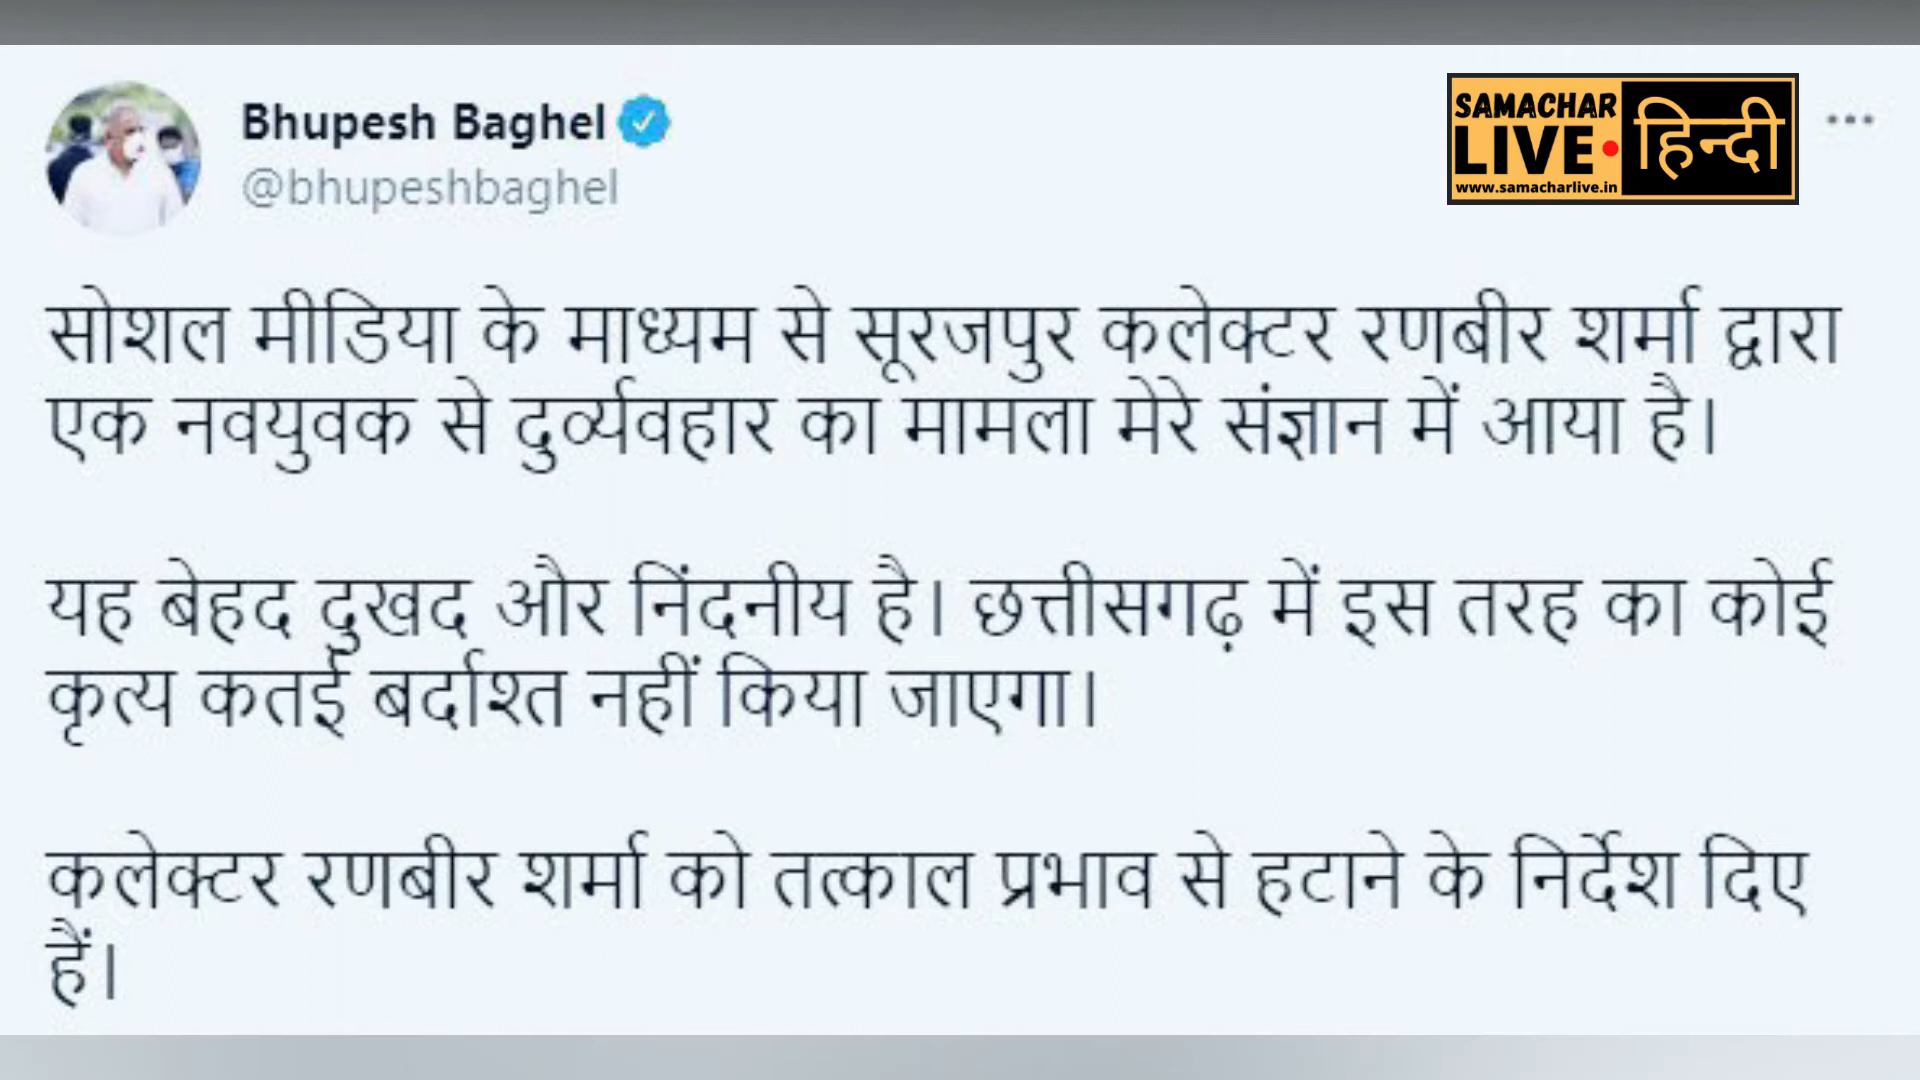 Bhupesh Baghel
@bhupeshbaghel
SAMACHAR
LIVE
हिन्दी
www.samacharlive.in
सोशल मीडिया के माध्यम से सूरजपुर कलेक्टर रणबीर शर्मा द्वारा
एक नवयुवक से दुर्व्यवहार का मामला मेरे संज्ञान में आया है।
यह बेहद दुखद और निंदनीय है। छत्तीसगढ़ में इस तरह का कोई
कृत्य कतई बर्दाश्त नहीं किया जाएगा।
कलेक्टर रणबीर शर्मा को तत्काल प्रभाव से हटाने के निर्देश दिए
हैं।